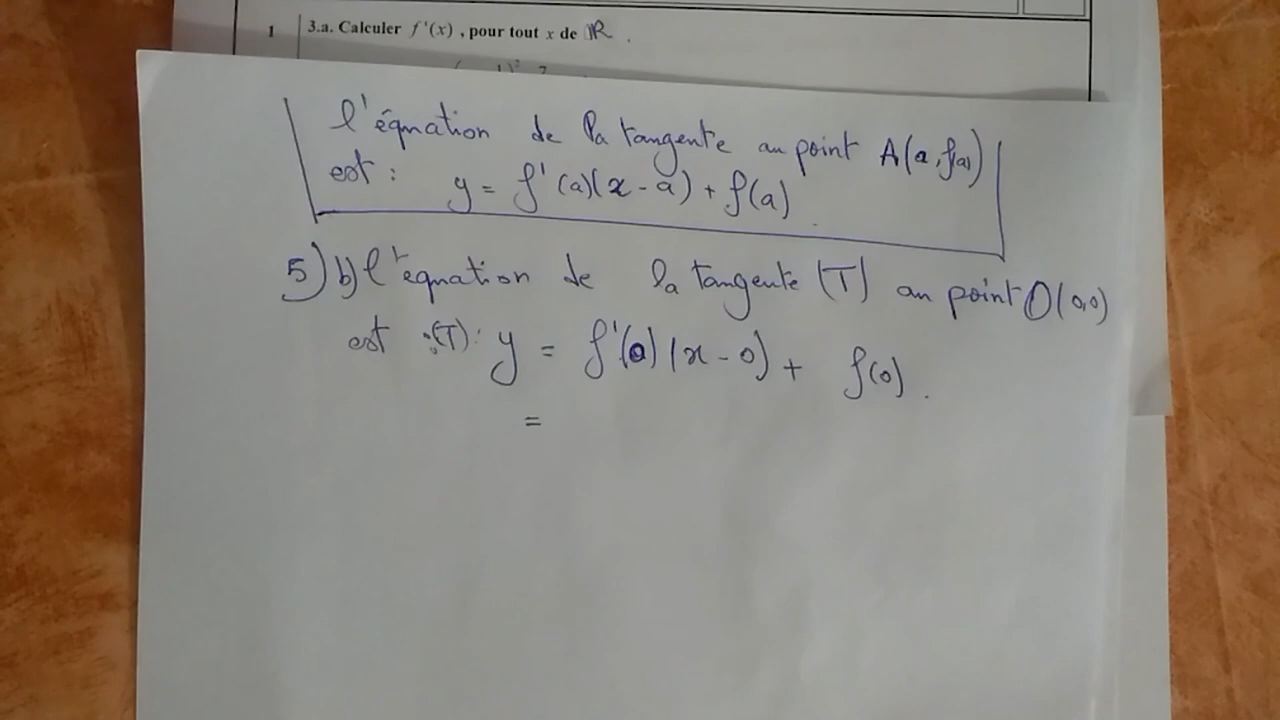 1 3.a. Calculer f'(x), pour tout x de IR.
l'équation de la tangente au point A(a, f(a))
est : y = f'(a)(x - a) + f(a)
5) b) l'équation de la tangente (T) au point O(0,0)
est :(T): y = f'(0)(x - 0) + f(0).
=